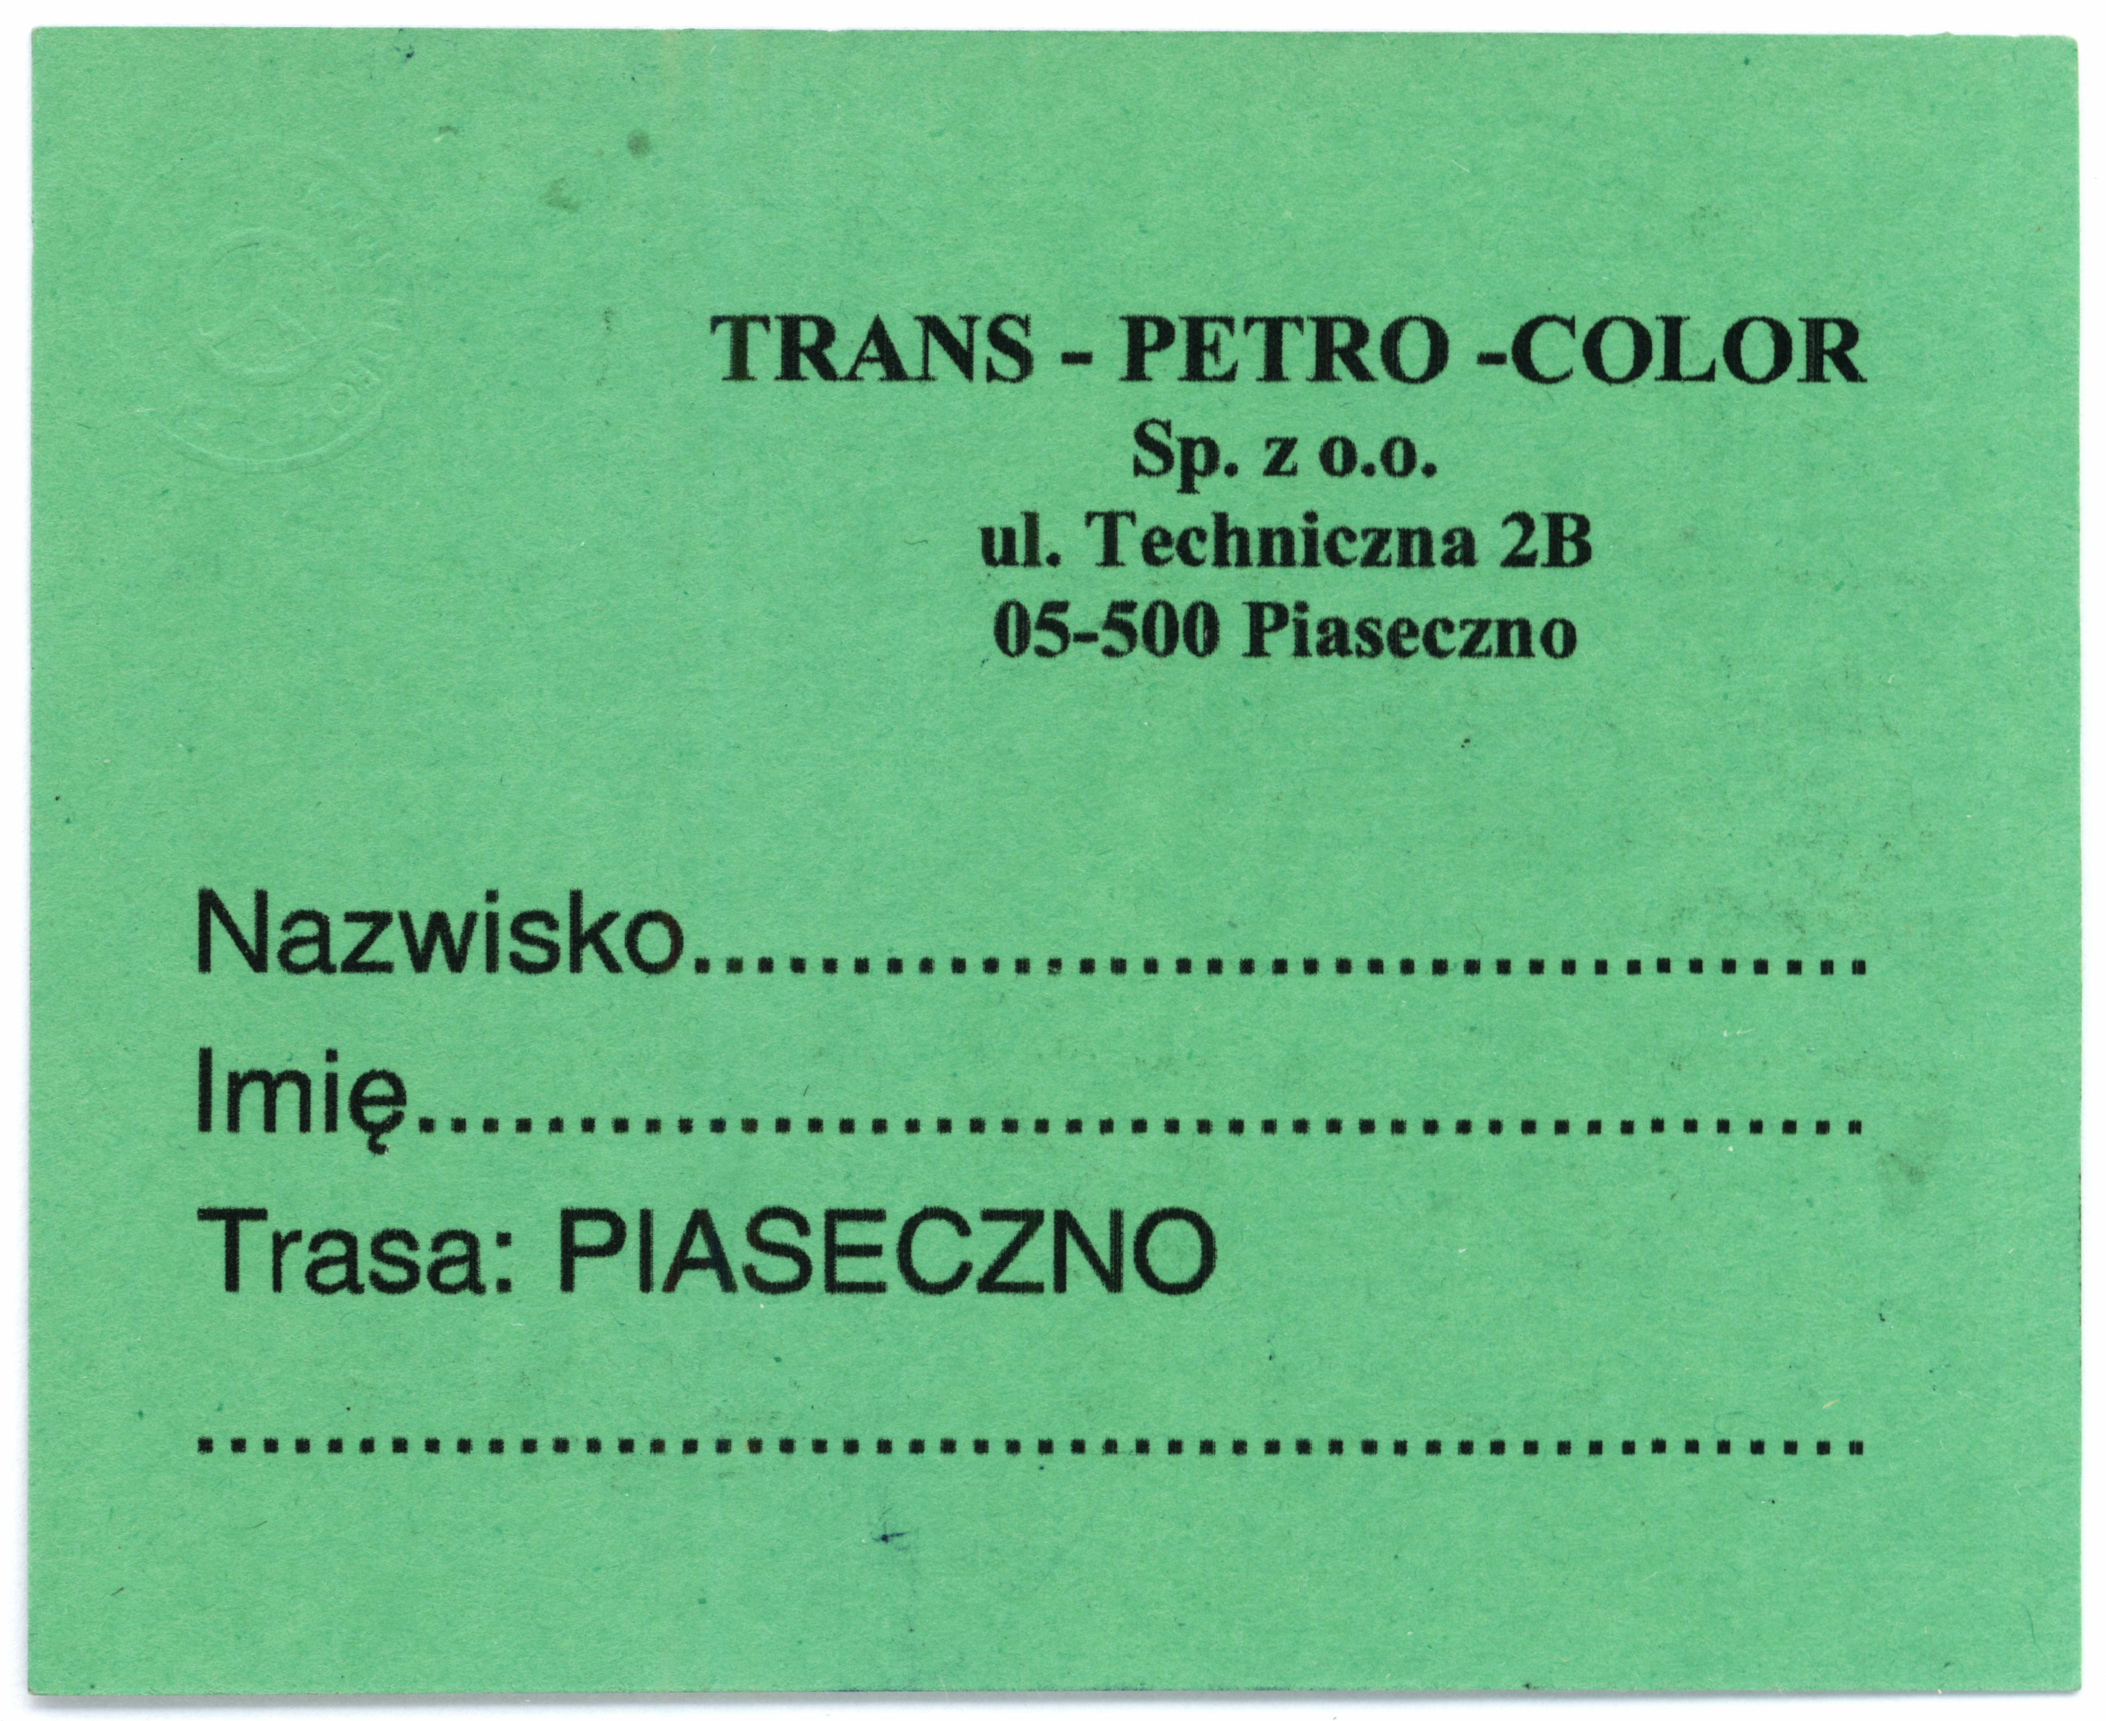 TRANS - PETRO -COLOR
Sp. z o.o.
ul. Techniczna 2B
05-500 Piaseczno
Nazwisko.....................................
Imię.............................................
Trasa: PIASECZNO
....................................................